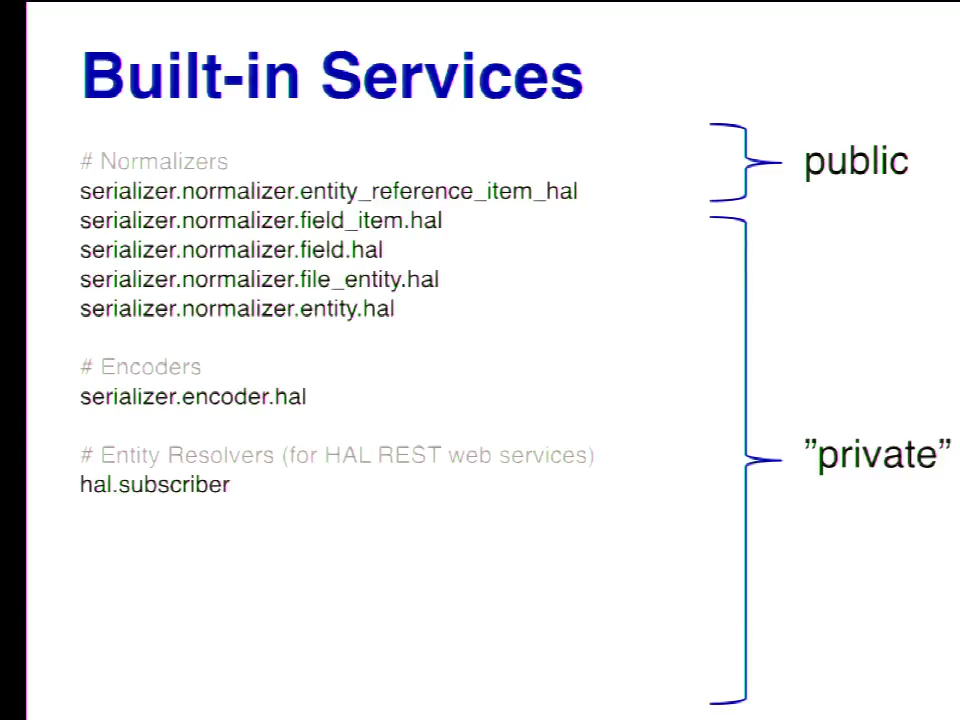 Built-in Services
# Normalizers
serializer.normalizer.entity_reference_item_hal
serializer.normalizer.field_item.hal
serializer.normalizer.field.hal
serializer.normalizer.file_entity.hal
serializer.normalizer.entity.hal
# Encoders
serializer.encoder.hal
# Entity Resolvers (for HAL REST web services)
hal.subscriber
public
”private”